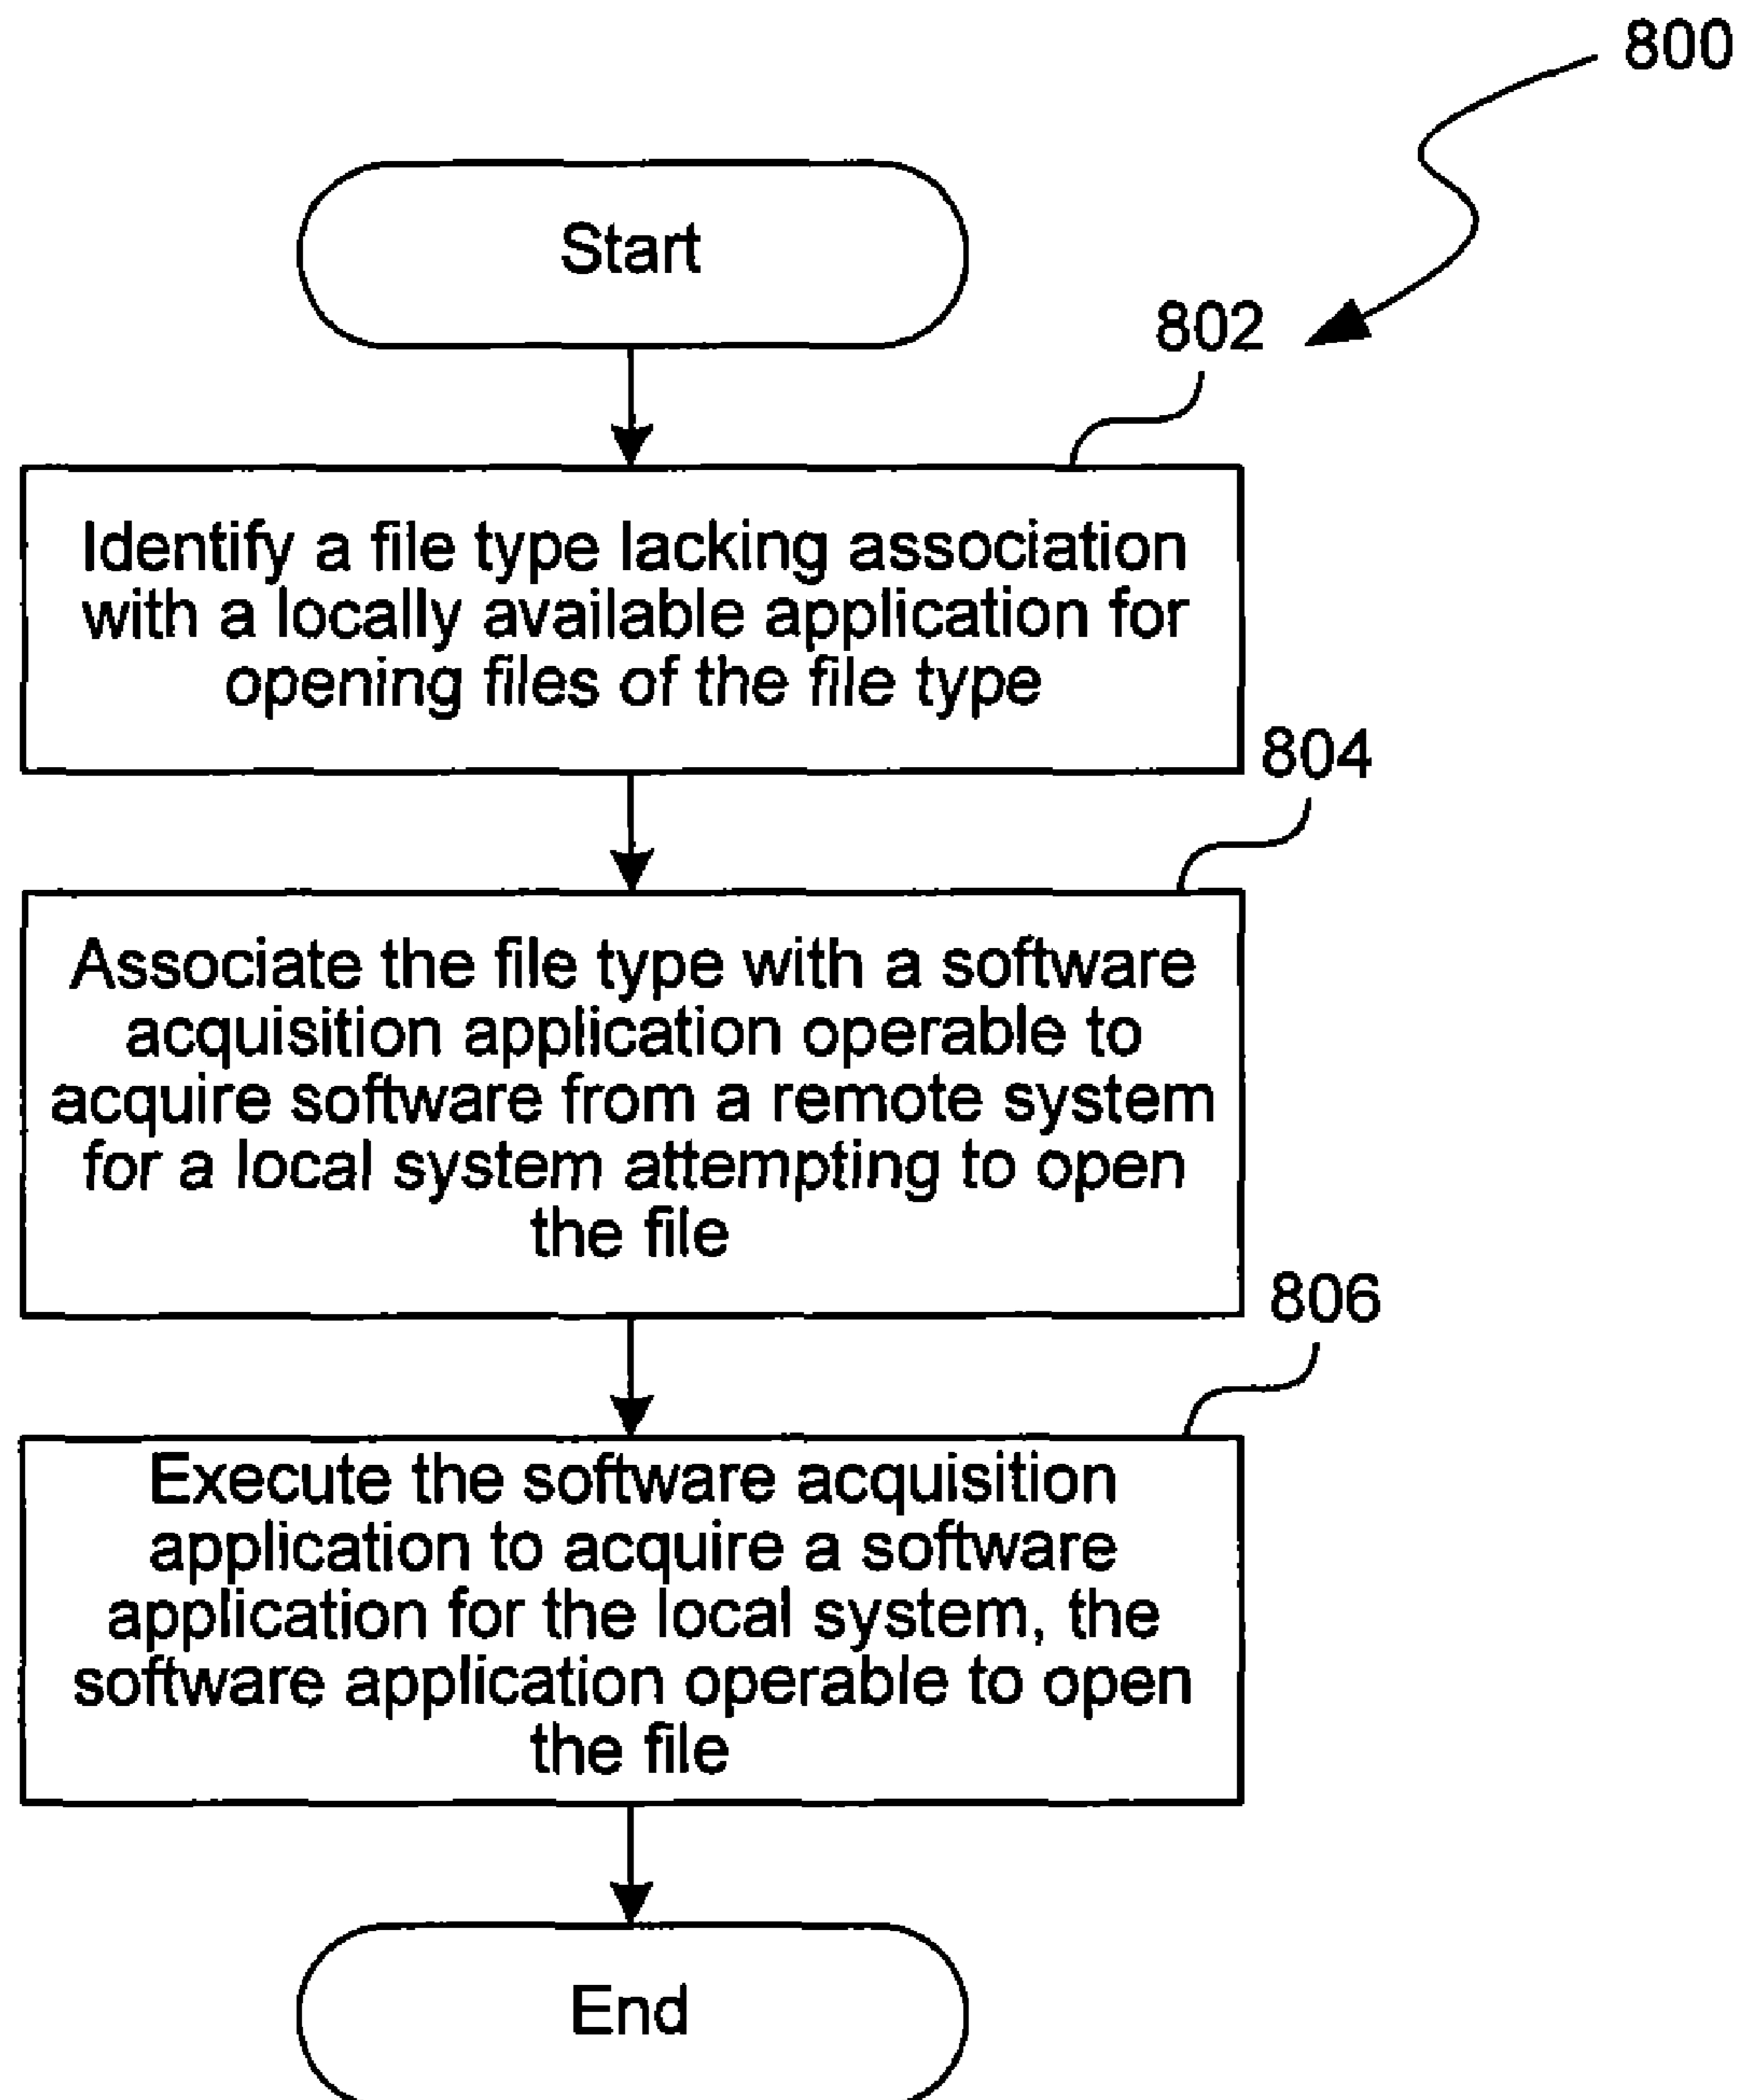 800
Start
802
Identify a file type lacking association
with a locally available application for
opening files of the file type
804
Associate the file type with a software
acquisition application operable to
acquire software from a remote system
for a local system attempting to open
the file
806
Execute the software acquisition
application to acquire a software
application for the local system, the
software application operable to open
the file
End